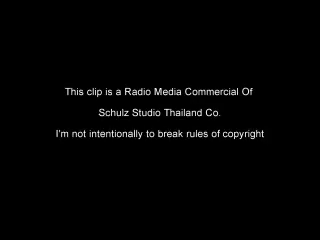 This clip is a Radio Media Commercial Of
Schulz Studio Thailand Co.
I'm not intentionally to break rules of copyright